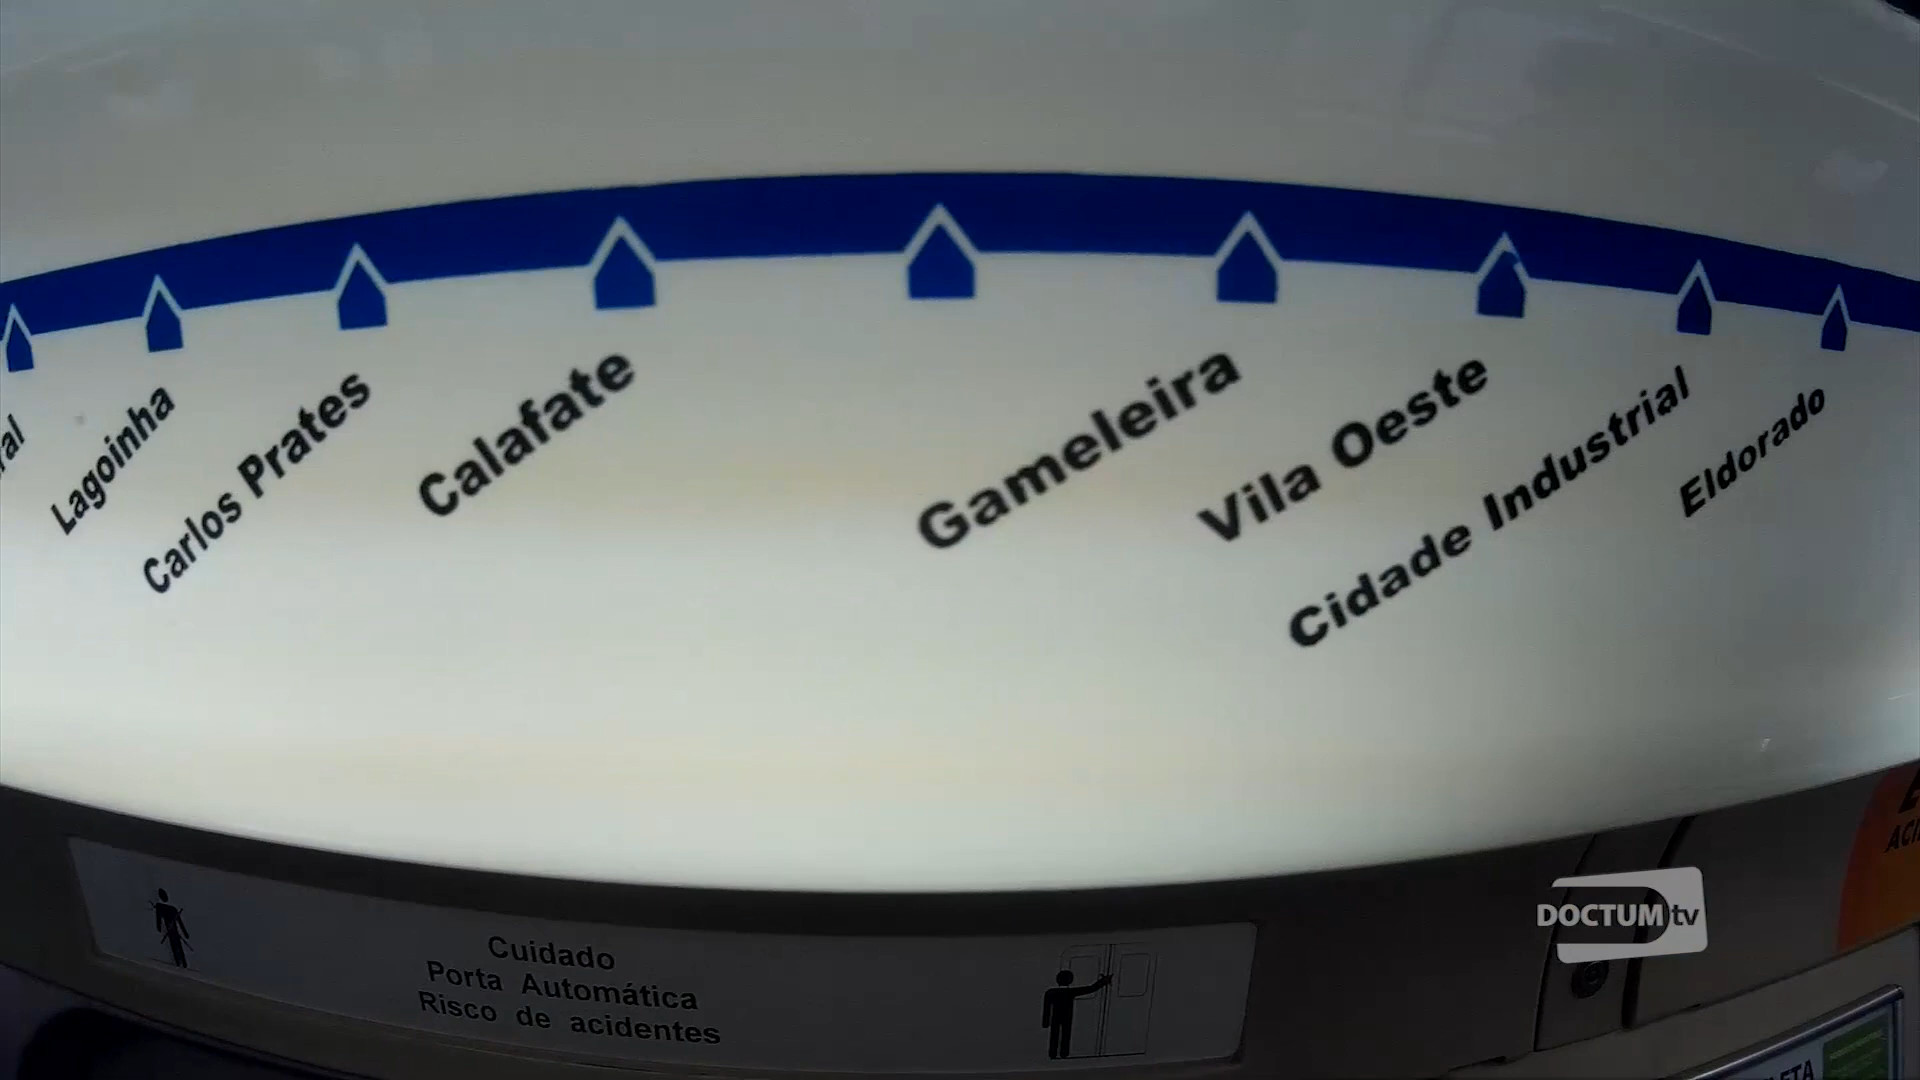 Lagoinha
Carlos Prates
Calafate
Gameleira
Vila Oeste
Cidade Industrial
Eldorado
Cuidado
Porta Automática
Risco de acidentes
DOCTUM tv